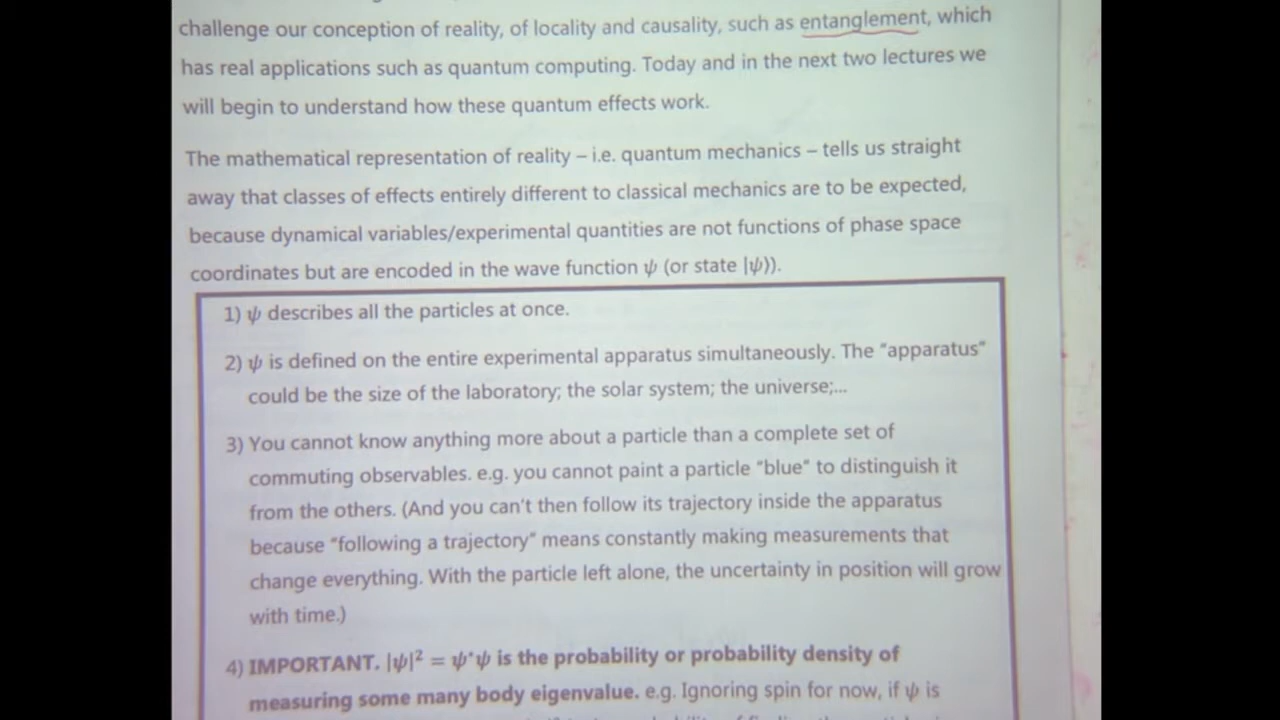 challenge our conception of reality, of locality and causality, such as entanglement, which
has real applications such as quantum computing. Today and in the next two lectures we
will begin to understand how these quantum effects work.
The mathematical representation of reality – i.e. quantum mechanics – tells us straight
away that classes of effects entirely different to classical mechanics are to be expected,
because dynamical variables/experimental quantities are not functions of phase space
coordinates but are encoded in the wave function ψ (or state |ψ⟩).
1) ψ describes all the particles at once.
2) ψ is defined on the entire experimental apparatus simultaneously. The "apparatus"
could be the size of the laboratory; the solar system; the universe;...
3) You cannot know anything more about a particle than a complete set of
commuting observables. e.g. you cannot paint a particle "blue" to distinguish it
from the others. (And you can't then follow its trajectory inside the apparatus
because "following a trajectory" means constantly making measurements that
change everything. With the particle left alone, the uncertainty in position will grow
with time.)
4) IMPORTANT. |ψ|² = ψ*ψ is the probability or probability density of
measuring some many body eigenvalue. e.g. Ignoring spin for now, if ψ is